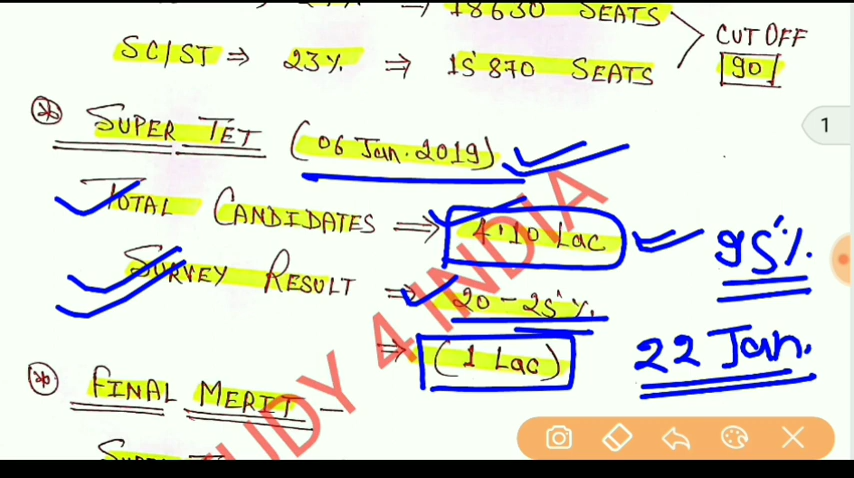 ⇒ 18630 SEATS
CUT OFF
SC/ST ⇒ 23% ⇒ 15870 SEATS
90
SUPER TET (06 Jan. 2019)
1
TOTAL CANDIDATES ⇒ 4.10 Lac
95%
SURVEY RESULT ⇒ 20-25%
⇒ (1 Lac)
22 Jan.
FINAL MERIT -
STUDY 4 INDIA